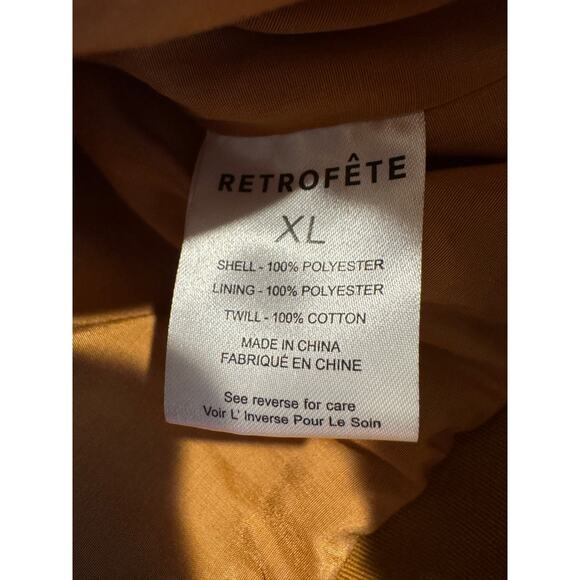 RETROFÊTE
XL
SHELL - 100% POLYESTER
LINING - 100% POLYESTER
TWILL - 100% COTTON
MADE IN CHINA
FABRIQUÉ EN CHINE
See reverse for care
Voir L' Inverse Pour Le Soin